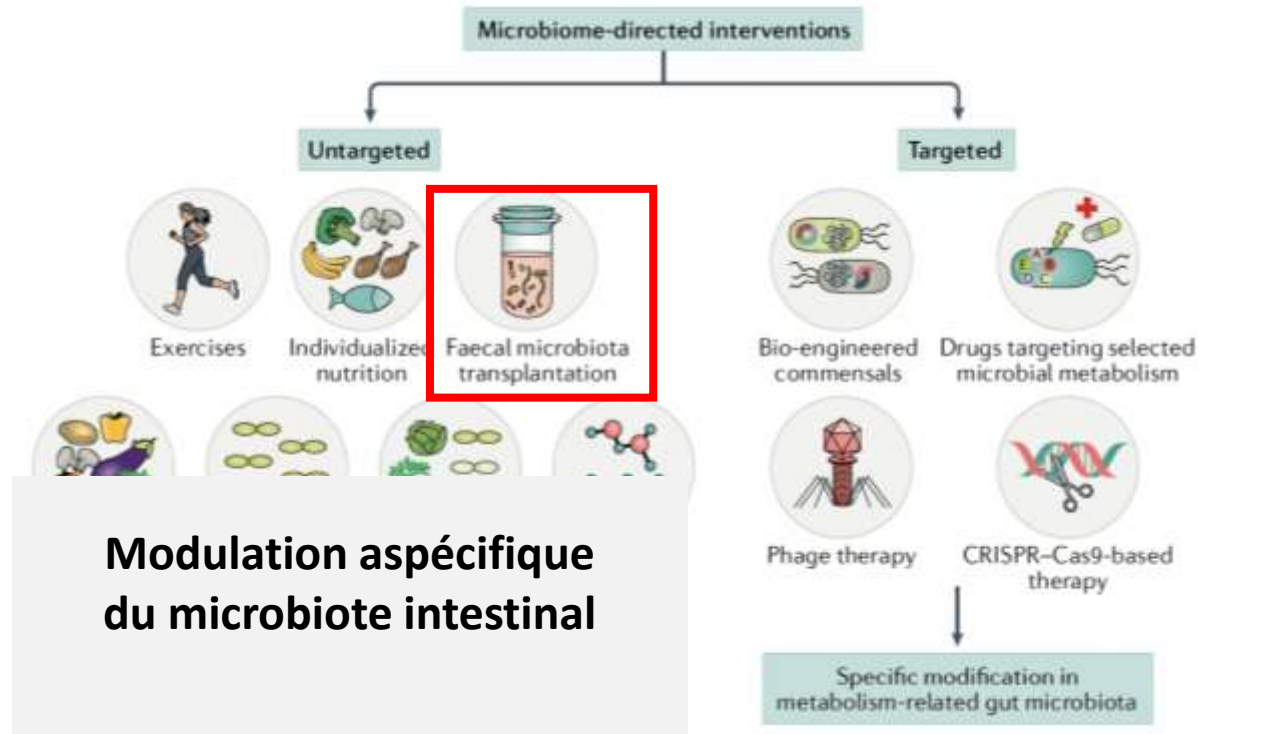 Microbiome-directed interventions
Untargeted
Targeted
Exercises
Individualized
nutrition
Faecal microbiota
transplantation
Bio-engineered
commensals
Drugs targeting selected
microbial metabolism
Modulation aspécifique
du microbiote intestinal
Phage therapy
CRISPR–Cas9-based
therapy
Specific modification in
metabolism-related gut microbiota